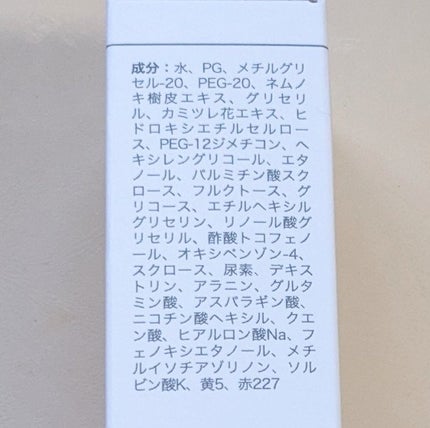 成分：水、PG、メチルグリ
セル-20、PEG-20、ネムノ
キ樹皮エキス、グリセリ
ル、カミツレ花エキス、ヒ
ドロキシエチルセルロー
ス、PEG-12ジメチコン、ヘ
キシレングリコール、エタ
ノール、パルミチン酸スク
ロース、フルクトース、グ
リコース、エチルヘキシル
グリセリン、リノール酸グ
リセリル、酢酸トコフェノ
ール、オキシベンゾン-4、
スクロース、尿素、デキス
トリン、アラニン、グルタ
ミン酸、アスパラギン酸、
ニコチン酸ヘキシル、クエ
ン酸、ヒアルロン酸Na、フ
ェノキシエタノール、メチ
ルイソチアゾリノン、ソル
ビン酸K、黄5、赤227